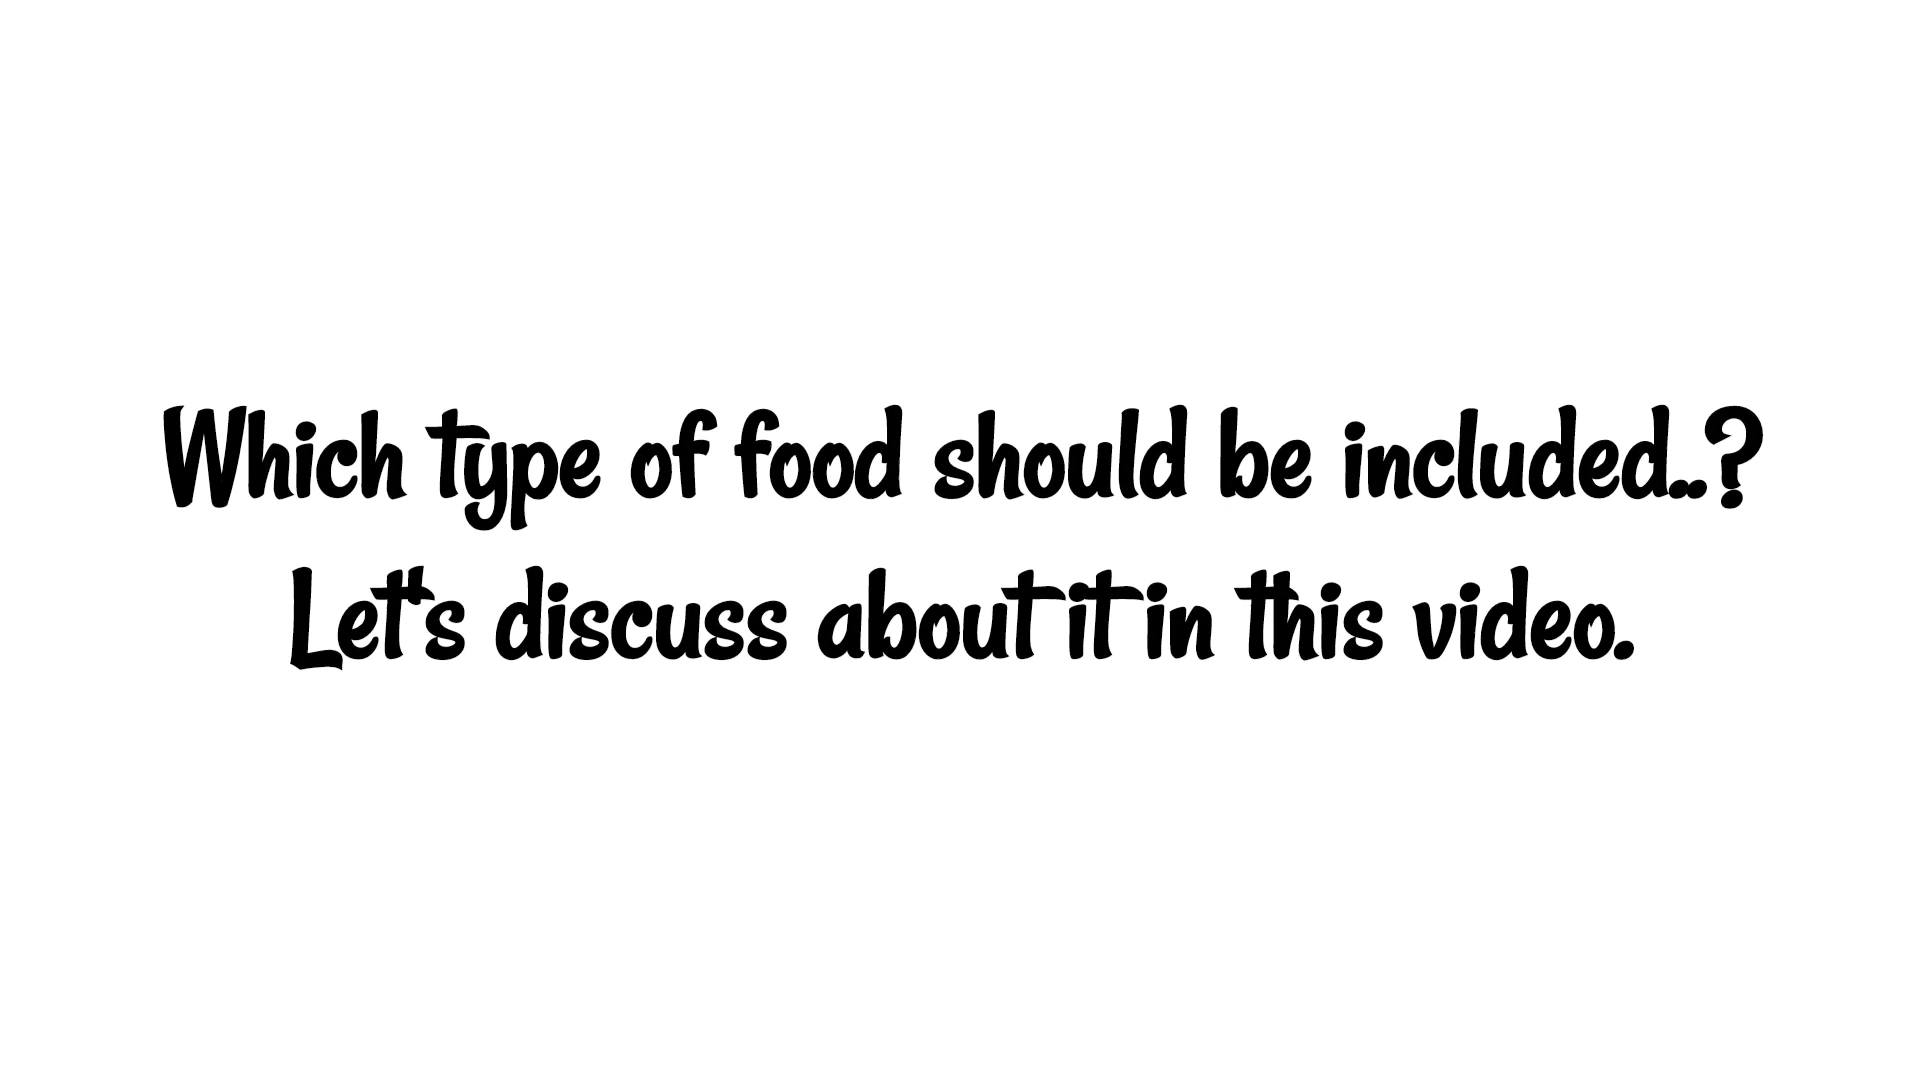 Which type of food should be included..?
Let's discuss about it in this video.